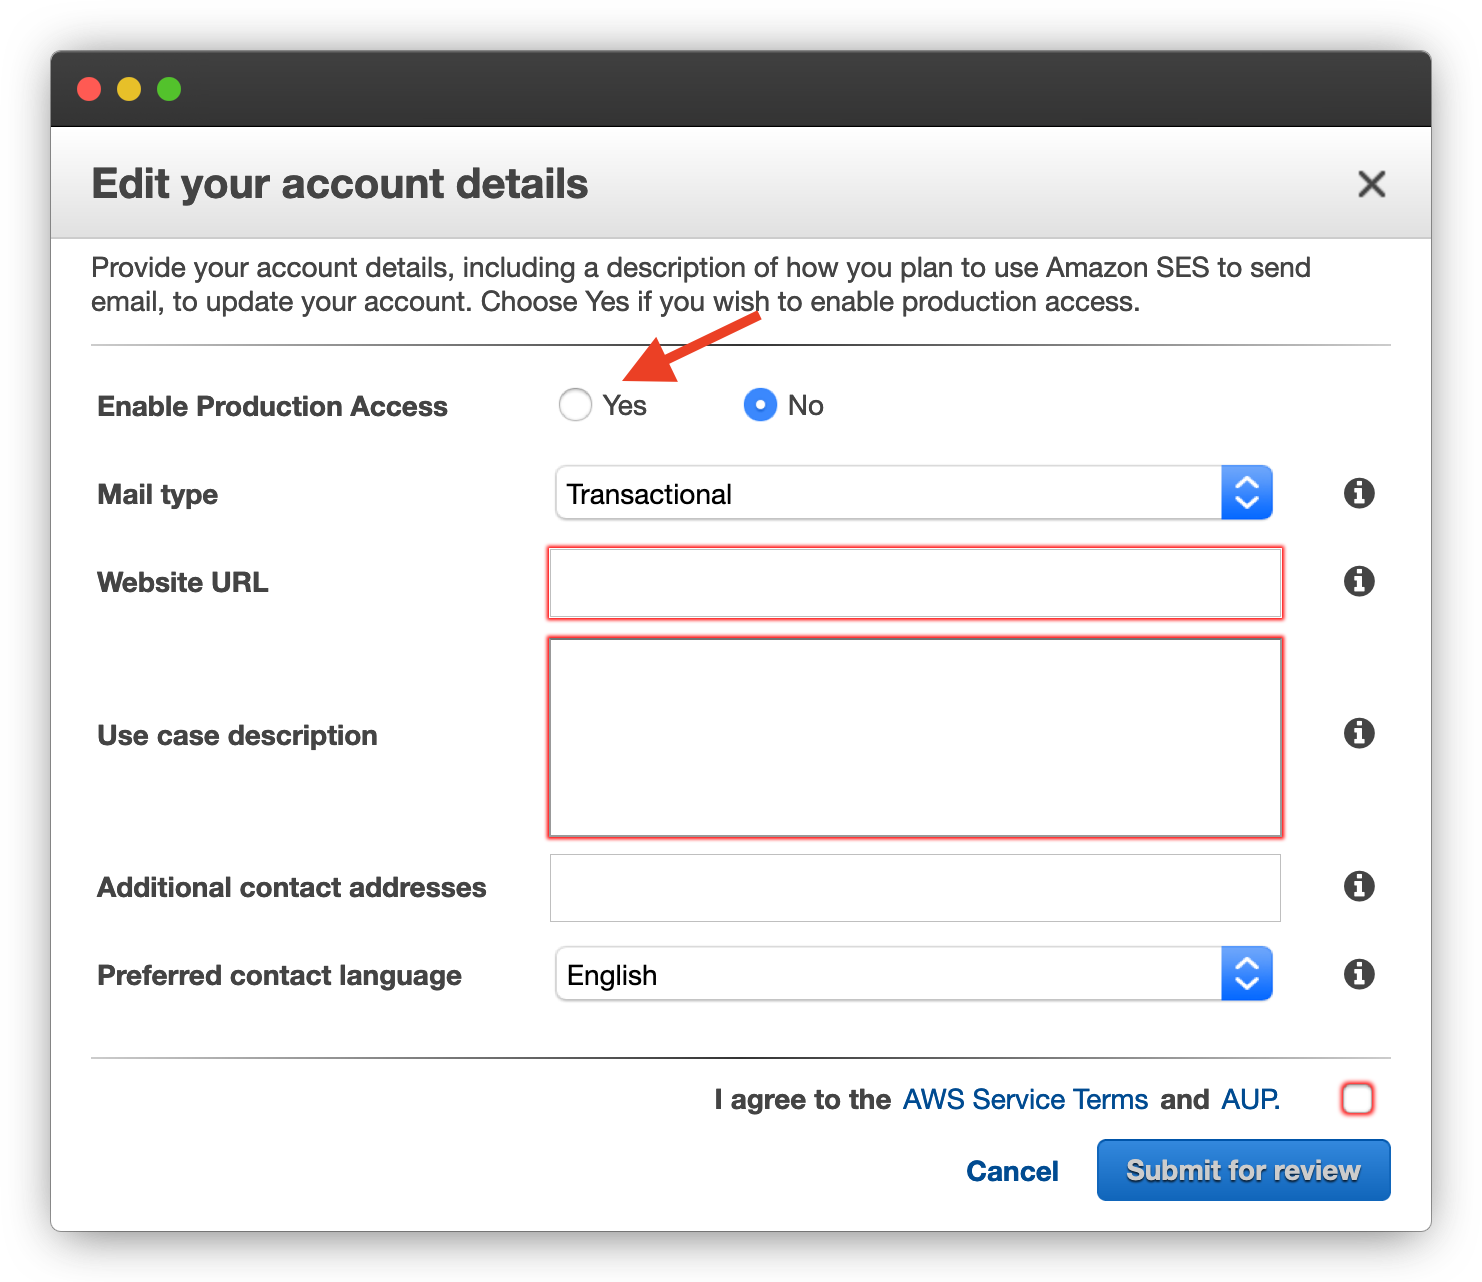 Edit your account details
Provide your account details, including a description of how you plan to use Amazon SES to send
email, to update your account. Choose Yes if you wish to enable production access.
Enable Production Access
Yes
No
Mail type
Transactional
Website URL
Use case description
Additional contact addresses
Preferred contact language
English
I agree to the AWS Service Terms and AUP.
Cancel
Submit for review